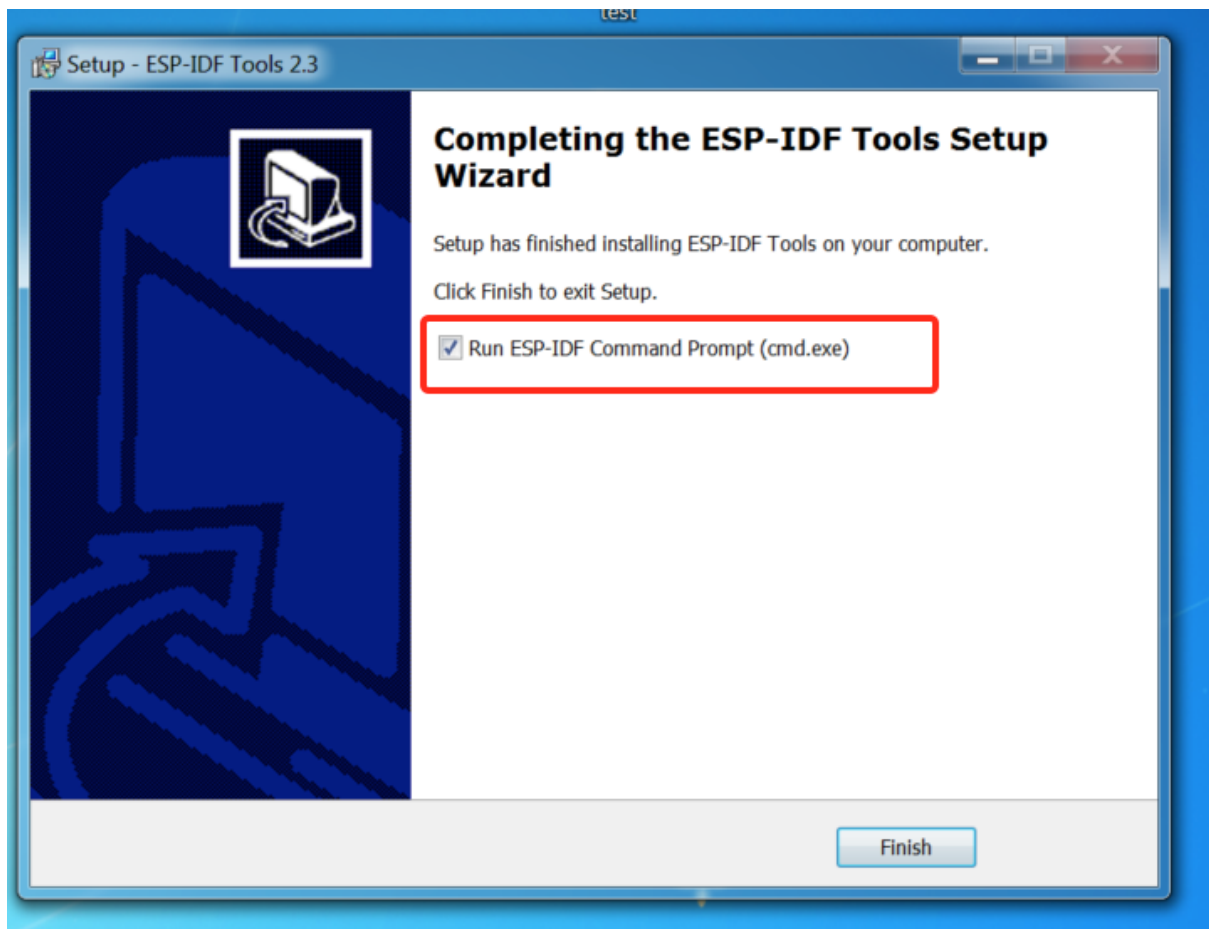 test
Setup - ESP-IDF Tools 2.3
Completing the ESP-IDF Tools Setup
Wizard
Setup has finished installing ESP-IDF Tools on your computer.
Click Finish to exit Setup.
Run ESP-IDF Command Prompt (cmd.exe)
Finish